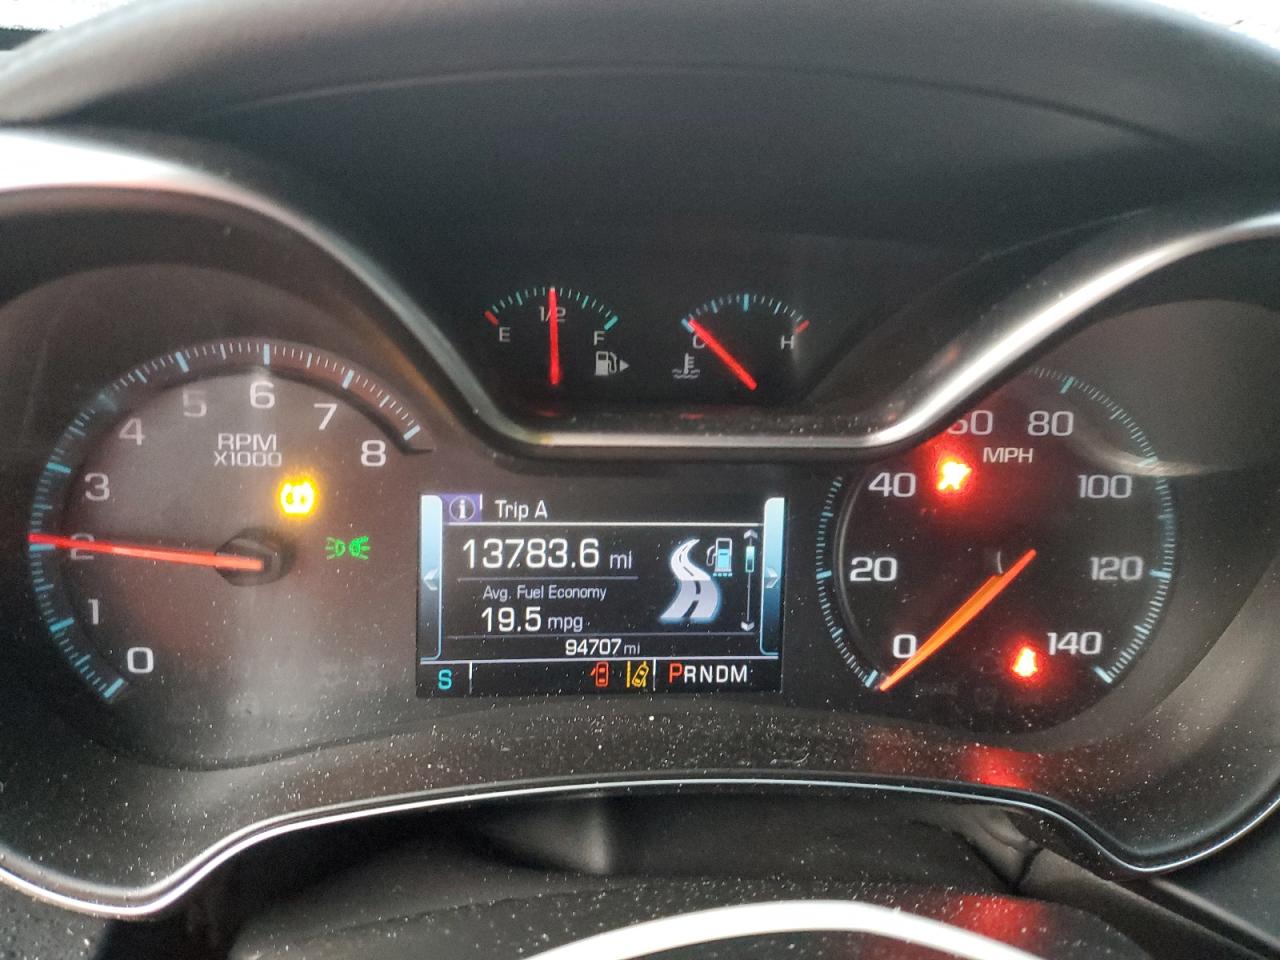 1/2
E
F
C
H
0
1
2
3
4
5
6
7
8
RPM
X1000
i Trip A
13783.6 mi
Avg. Fuel Economy
19.5 mpg
94707 mi
S
PRNDM
0
20
40
60
80
100
120
140
MPH